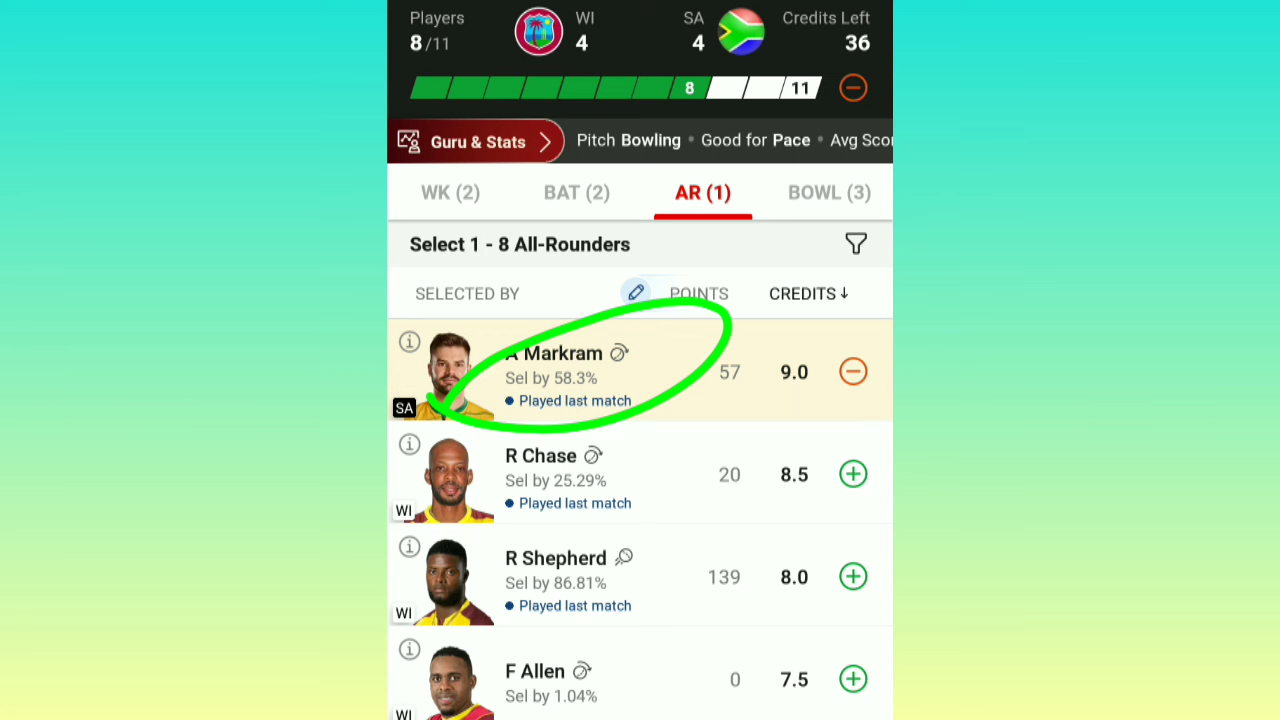 Players WI SA Credits Left
8/11 4 4 36
8 11
Guru & Stats Pitch Bowling • Good for Pace • Avg Scor
WK (2) BAT (2) AR (1) BOWL (3)
Select 1 - 8 All-Rounders
SELECTED BY POINTS CREDITS↓
A Markram
Sel by 58.3% 57 9.0
Played last match
SA
R Chase
Sel by 25.29% 20 8.5
Played last match
WI
R Shepherd
Sel by 86.81% 139 8.0
Played last match
WI
F Allen
Sel by 1.04% 0 7.5
WI